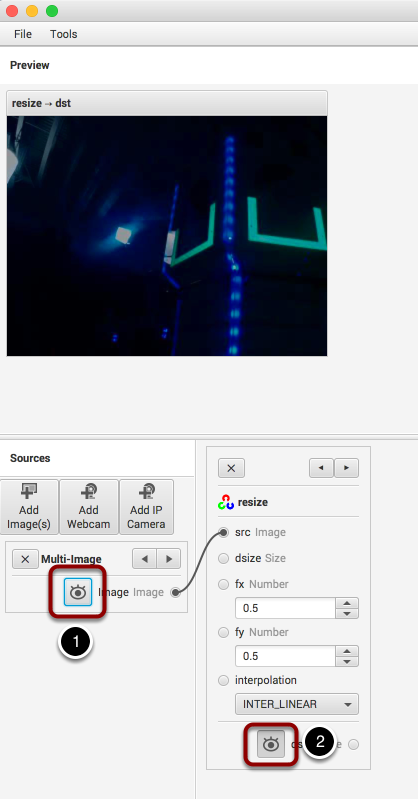 File Tools
Preview
resize → dst
Sources
Add Image(s)
Add Webcam
Add IP Camera
Multi-Image
Image Image
1
resize
src Image
dsize Size
fx Number
0.5
fy Number
0.5
interpolation
INTER_LINEAR
2